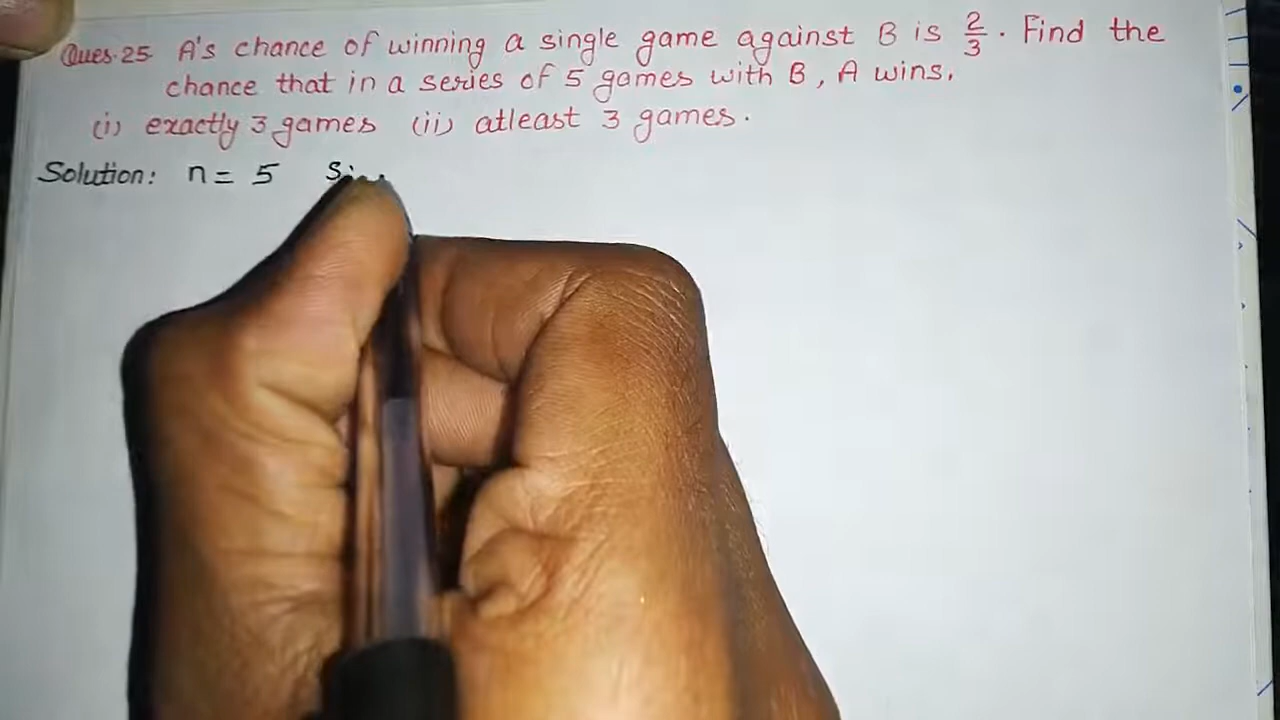 Ques.25 A's chance of winning a single game against B is 2/3. Find the
chance that in a series of 5 games with B, A wins,
(i) exactly 3 games (ii) atleast 3 games.
Solution: n = 5